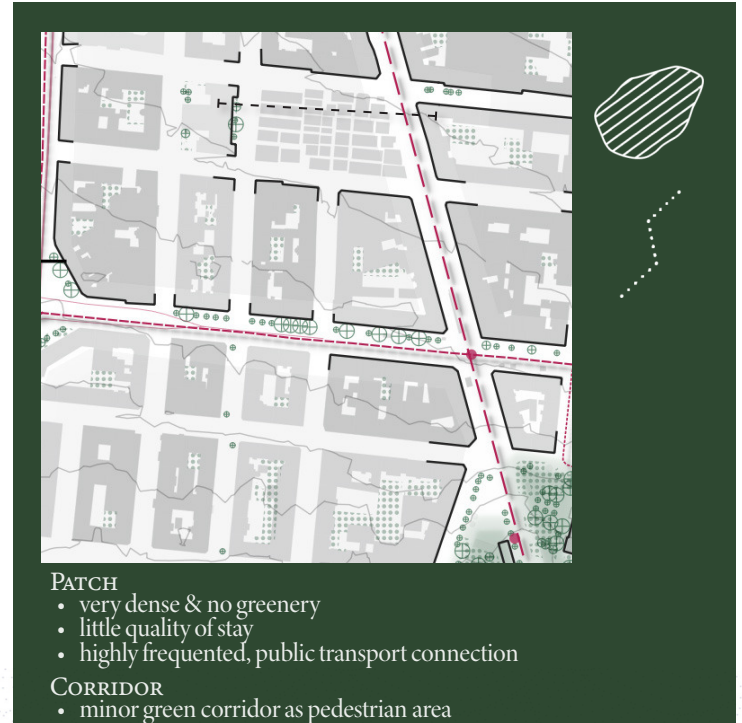 PATCH
• very dense & no greenery
• little quality of stay
• highly frequented, public transport connection
CORRIDOR
• minor green corridor as pedestrian area